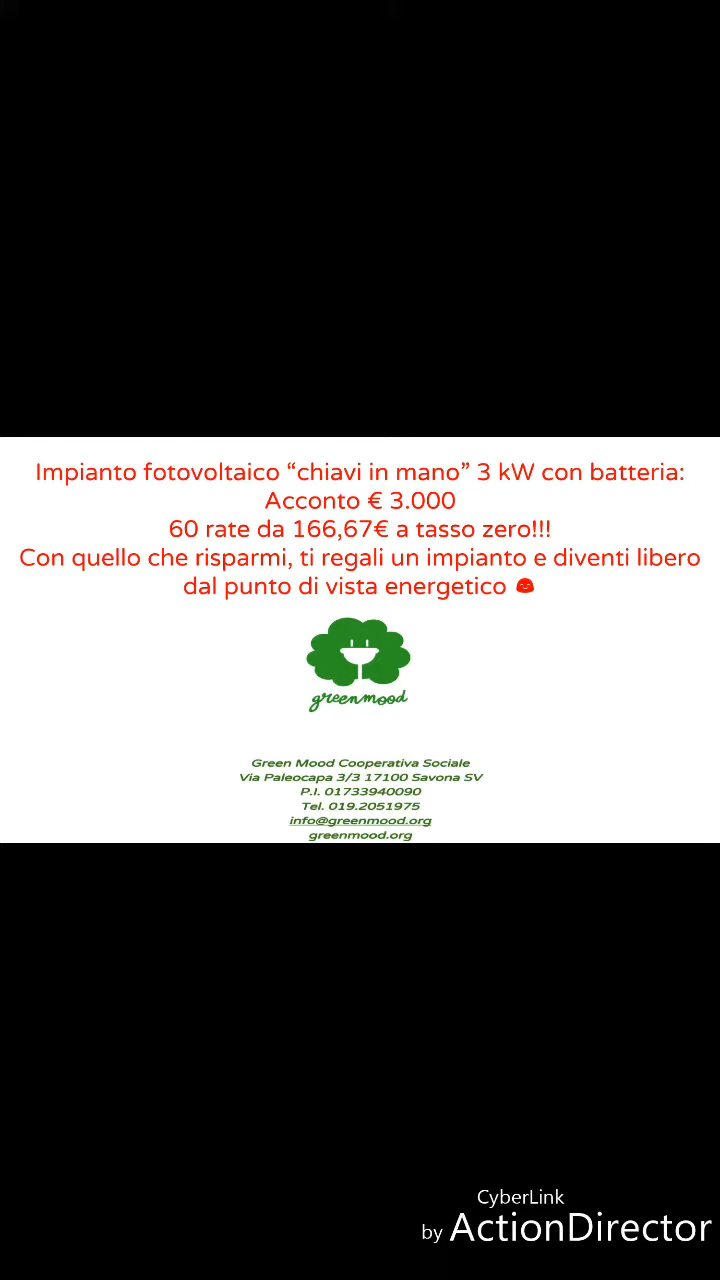 Impianto fotovoltaico “chiavi in mano” 3 kW con batteria:
Acconto € 3.000
60 rate da 166,67€ a tasso zero!!!
Con quello che risparmi, ti regali un impianto e diventi libero
dal punto di vista energetico
greenmood
Green Mood Cooperativa Sociale
Via Paleocapa 3/3 17100 Savona SV
P.I. 01733940090
Tel. 019.2051975
info@greenmood.org
greenmood.org
CyberLink
by ActionDirector